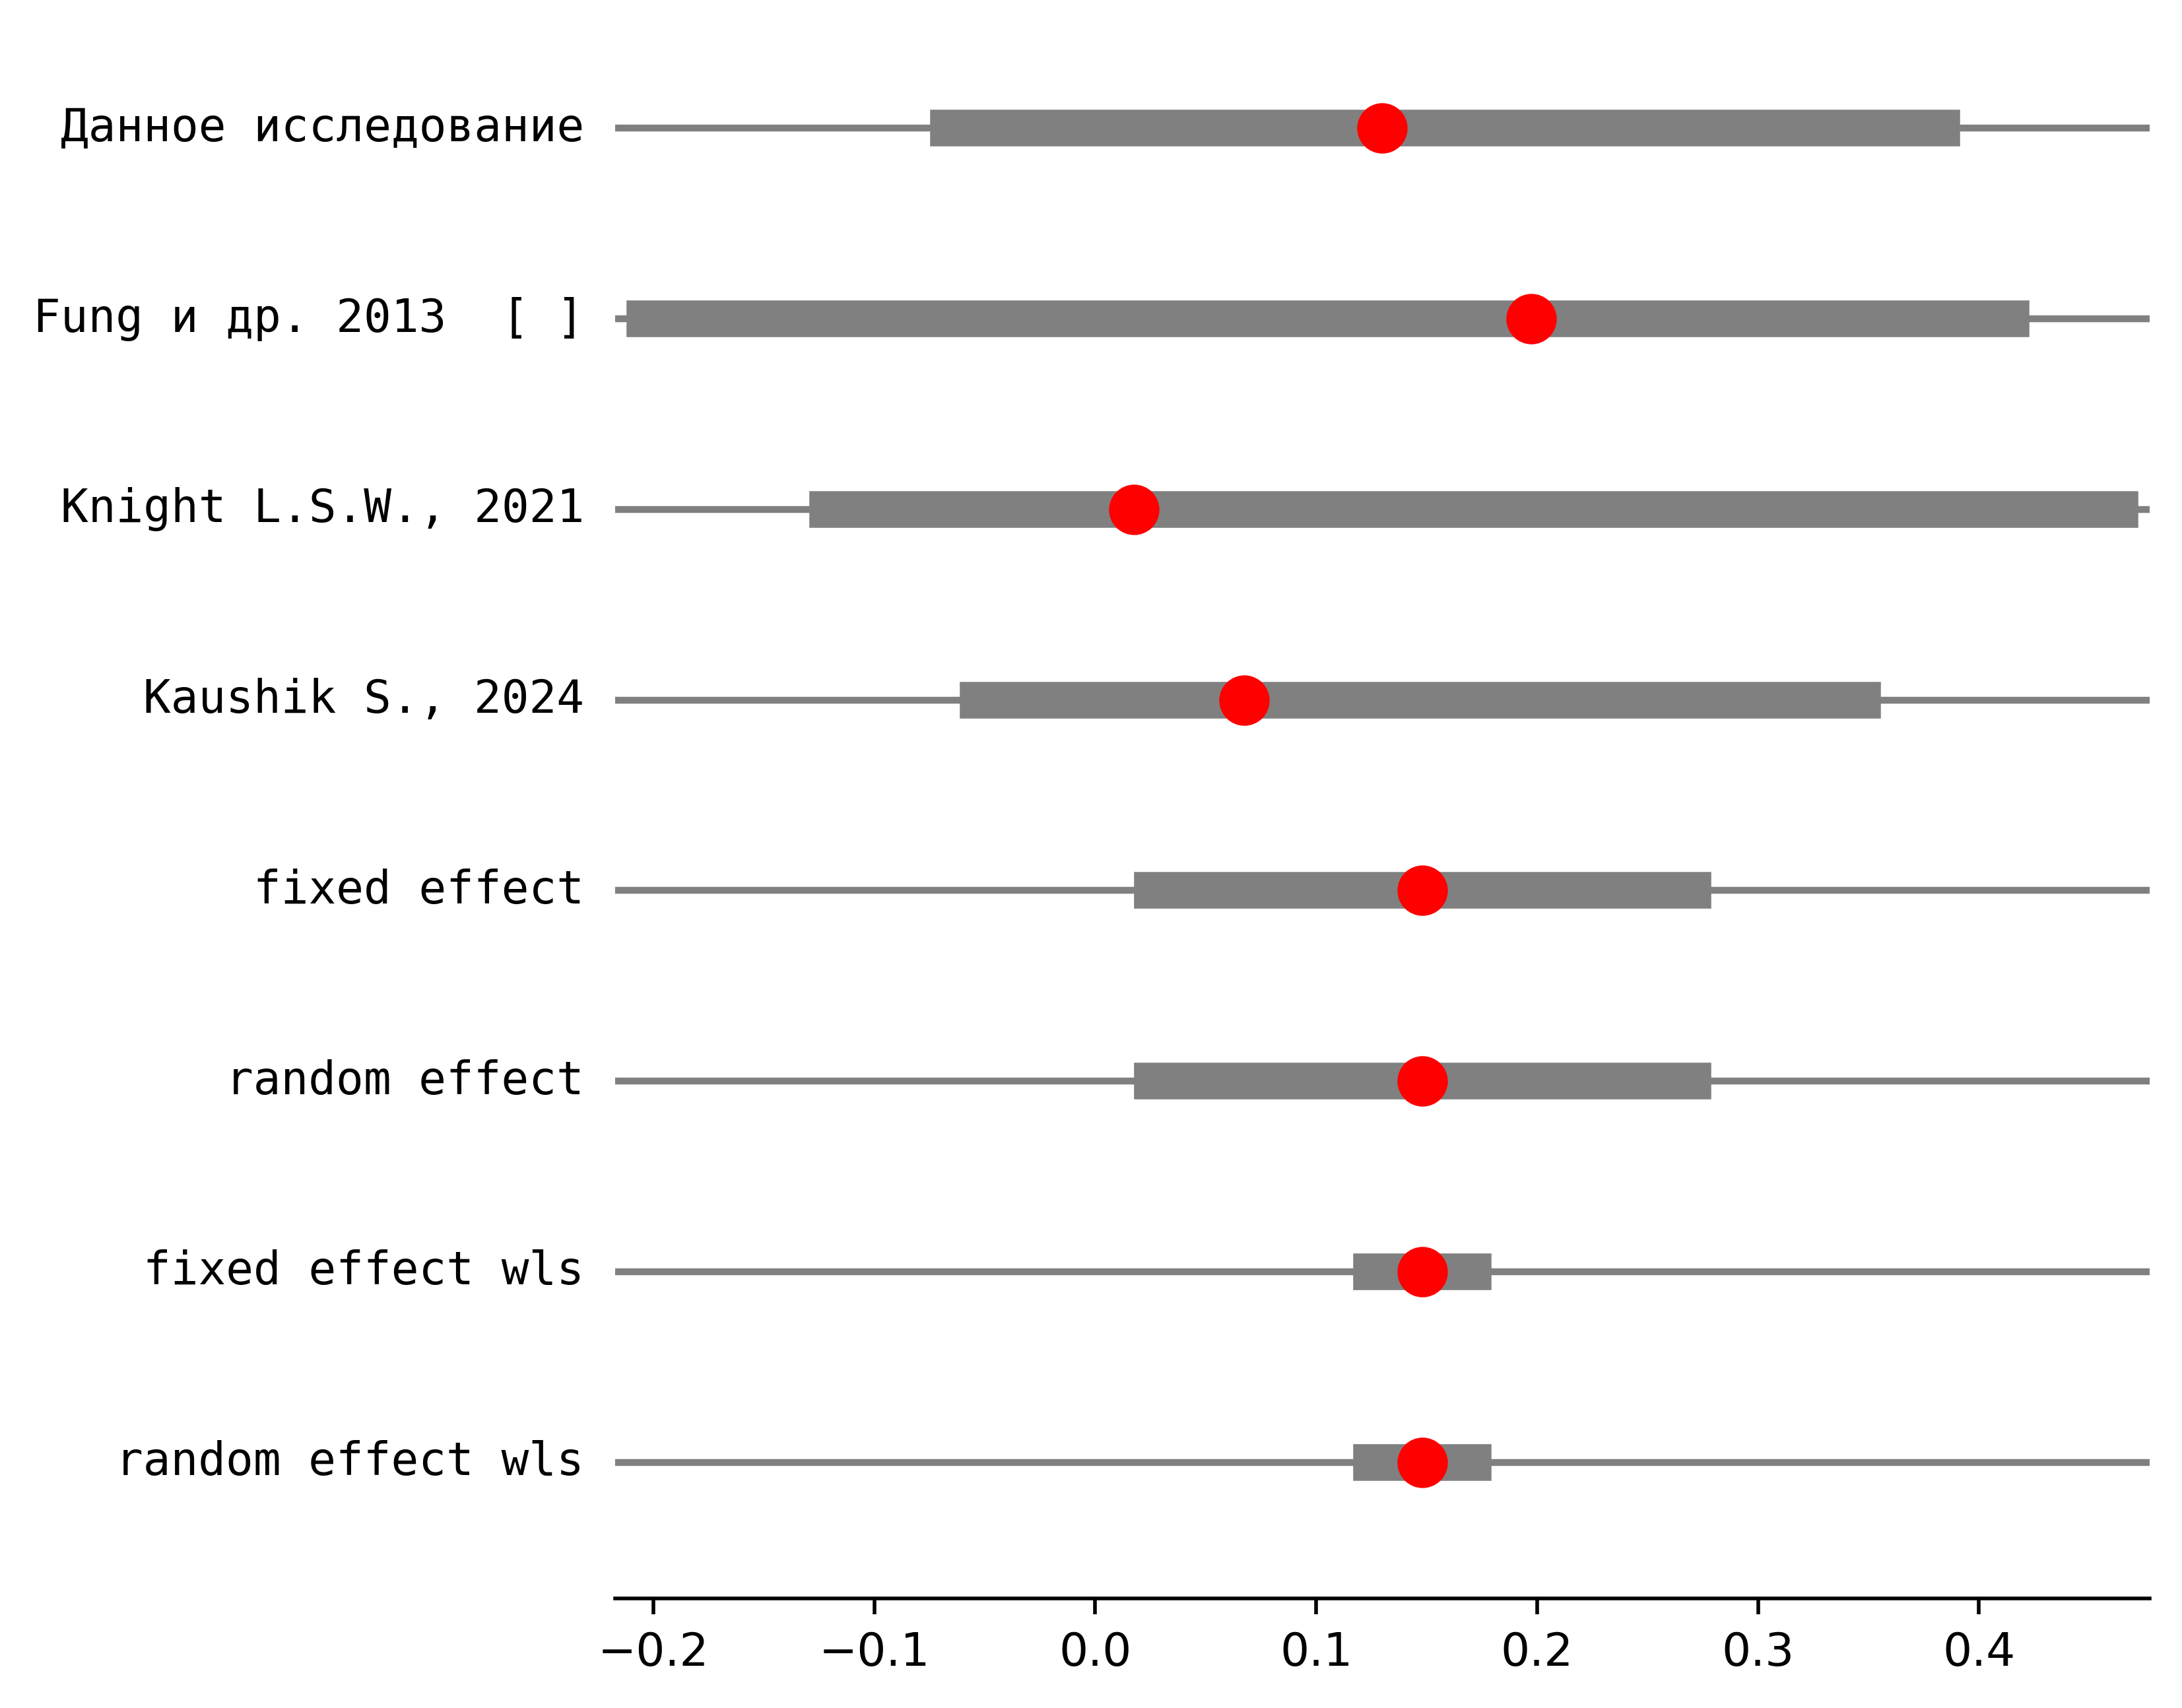 Данное исследование
Fung и др. 2013  [ ]
Knight L.S.W., 2021
Kaushik S., 2024
fixed effect
random effect
fixed effect wls
random effect wls
−0.2 −0.1 0.0 0.1 0.2 0.3 0.4